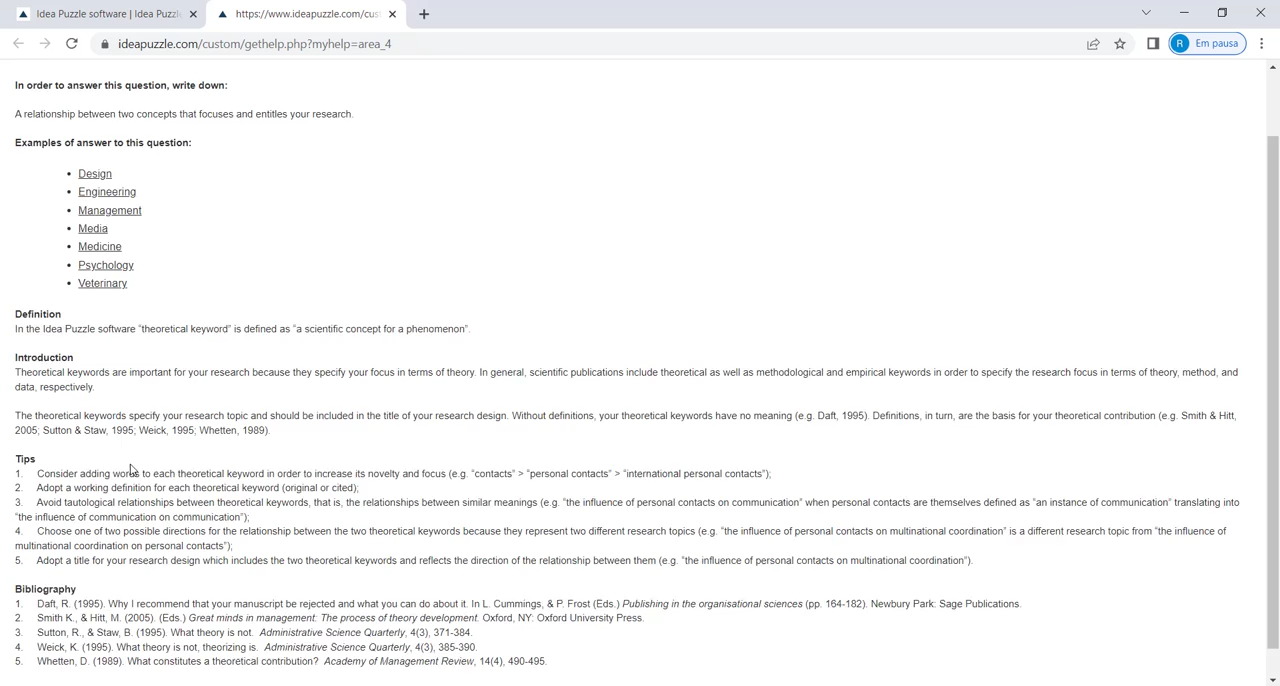 Idea Puzzle software | Idea Puzz
https://www.ideapuzzle.com/cus
ideapuzzle.com/custom/gethelp.php?myhelp=area_4
R
Em pausa
In order to answer this question, write down:
A relationship between two concepts that focuses and entitles your research.
Examples of answer to this question:
• Design
• Engineering
• Management
• Media
• Medicine
• Psychology
• Veterinary
Definition
In the Idea Puzzle software "theoretical keyword" is defined as "a scientific concept for a phenomenon".
Introduction
Theoretical keywords are important for your research because they specify your focus in terms of theory. In general, scientific publications include theoretical as well as methodological and empirical keywords in order to specify the research focus in terms of theory, method, and
data, respectively.
The theoretical keywords specify your research topic and should be included in the title of your research design. Without definitions, your theoretical keywords have no meaning (e.g. Daft, 1995). Definitions, in turn, are the basis for your theoretical contribution (e.g. Smith & Hitt,
2005; Sutton & Staw, 1995; Weick, 1995; Whetten, 1989).
Tips
1. Consider adding words to each theoretical keyword in order to increase its novelty and focus (e.g. "contacts" > "personal contacts" > "international personal contacts");
2. Adopt a working definition for each theoretical keyword (original or cited);
3. Avoid tautological relationships between theoretical keywords, that is, the relationships between similar meanings (e.g. "the influence of personal contacts on communication" when personal contacts are themselves defined as "an instance of communication" translating into
"the influence of communication on communication");
4. Choose one of two possible directions for the relationship between the two theoretical keywords because they represent two different research topics (e.g. "the influence of personal contacts on multinational coordination" is a different research topic from "the influence of
multinational coordination on personal contacts");
5. Adopt a title for your research design which includes the two theoretical keywords and reflects the direction of the relationship between them (e.g. "the influence of personal contacts on multinational coordination").
Bibliography
1. Daft, R. (1995). Why I recommend that your manuscript be rejected and what you can do about it. In L. Cummings, & P. Frost (Eds.) Publishing in the organisational sciences (pp. 164-182). Newbury Park: Sage Publications.
2. Smith K., & Hitt, M. (2005). (Eds.) Great minds in management: The process of theory development. Oxford, NY: Oxford University Press.
3. Sutton, R., & Staw, B. (1995). What theory is not. Administrative Science Quarterly, 4(3), 371-384.
4. Weick, K. (1995). What theory is not, theorizing is. Administrative Science Quarterly, 4(3), 385-390.
5. Whetten, D. (1989). What constitutes a theoretical contribution? Academy of Management Review, 14(4), 490-495.